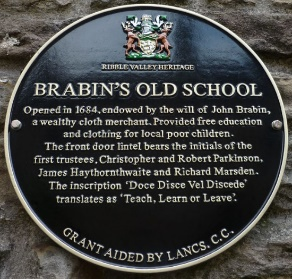 RIBBLE VALLEY HERITAGE
BRABIN'S OLD SCHOOL
Opened in 1684, endowed by the will of John Brabin,
a wealthy cloth merchant. Provided free education
and clothing for local poor children.
The front door lintel bears the initials of the
first trustees, Christopher and Robert Parkinson,
James Haythornthwaite and Richard Marsden.
The inscription 'Doce Disce Vel Discede'
translates as 'Teach, Learn or Leave'.
GRANT AIDED BY LANCS. C.C.